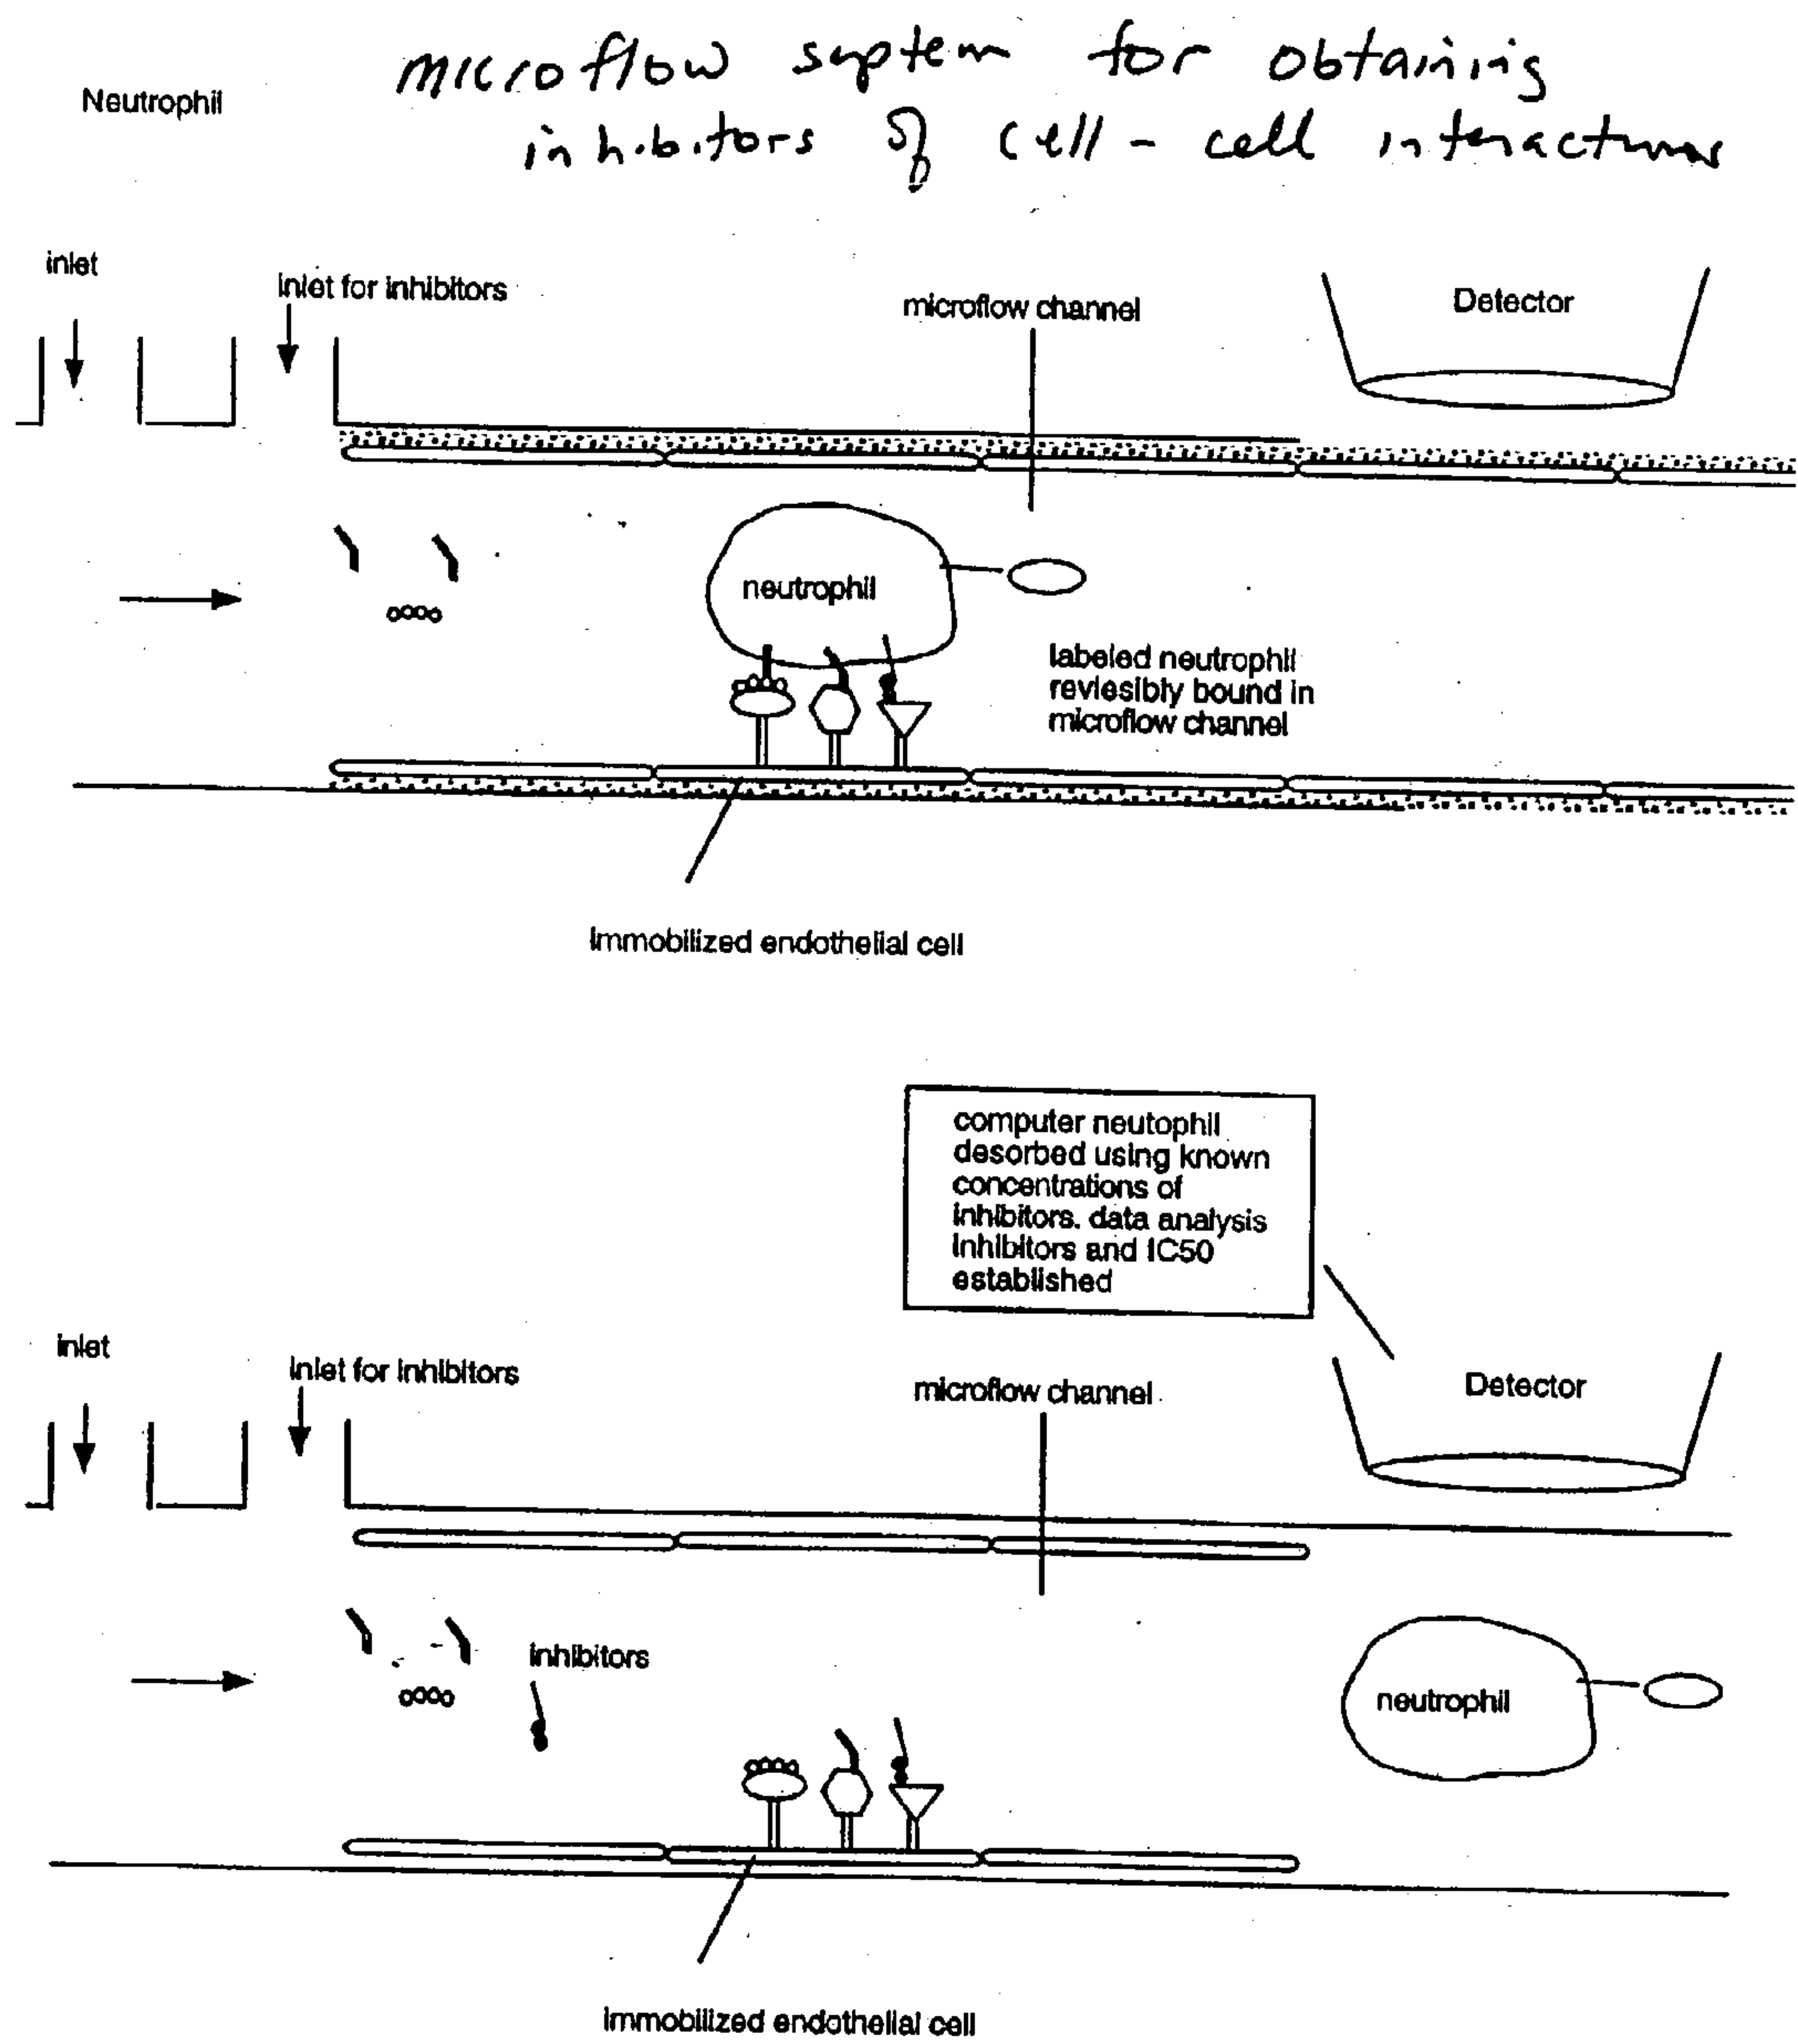 microflow system for obtaining
Neutrophil
inhibitors of cell - cell interactions
inlet
inlet for inhibitors
microflow channel
Detector
neutrophil
labeled neutrophil
revlesibly bound in
microflow channel
Immobilized endothelial cell
computer neutophil
desorbed using known
concentrations of
inhibitors. data analysis
inhibitors and IC50
established
inlet
inlet for inhibitors
microflow channel
Detector
inhibitors
neutrophil
Immobilized endothelial cell